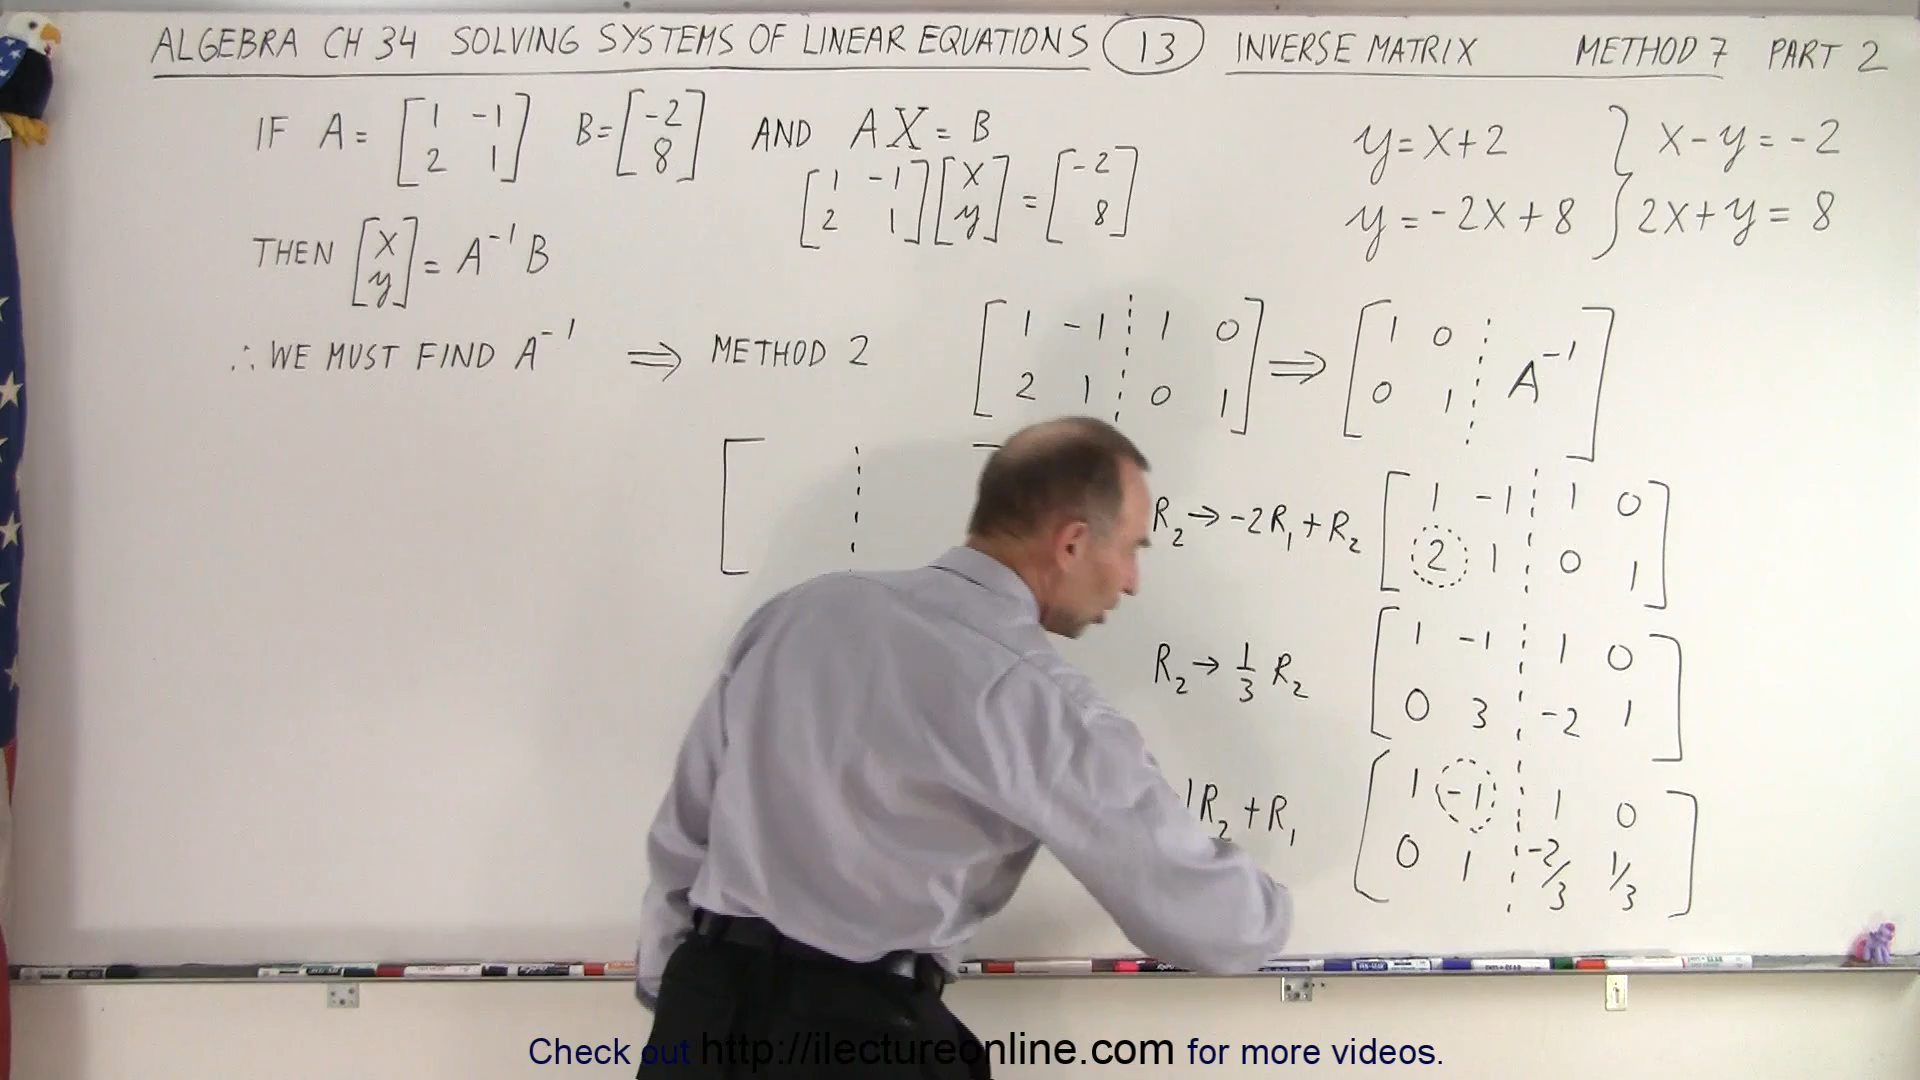 ALGEBRA CH 34 SOLVING SYSTEMS OF LINEAR EQUATIONS 13 INVERSE MATRIX METHOD 7 PART 2
IF A = [1 -1; 2 1] B = [-2; 8] AND AX = B
[1 -1; 2 1] [x; y] = [-2; 8]
y = x + 2 } x - y = -2
y = -2x + 8 } 2x + y = 8
THEN [x; y] = A⁻¹ B
∴ WE MUST FIND A⁻¹ ⇒ METHOD 2 [1 -1 ⋮ 1 0; 2 1 ⋮ 0 1] ⇒ [1 0 ⋮; 0 1 ⋮ A⁻¹]
R₂ → -2R₁ + R₂ [1 -1 ⋮ 1 0; 2 1 ⋮ 0 1]
R₂ → 1/3 R₂ [1 -1 ⋮ 1 0; 0 3 ⋮ -2 1]
1R₂ + R₁ [1 -1 ⋮ 1 0; 0 1 ⋮ -2/3 1/3]
Check out http://ilectureonline.com for more videos.